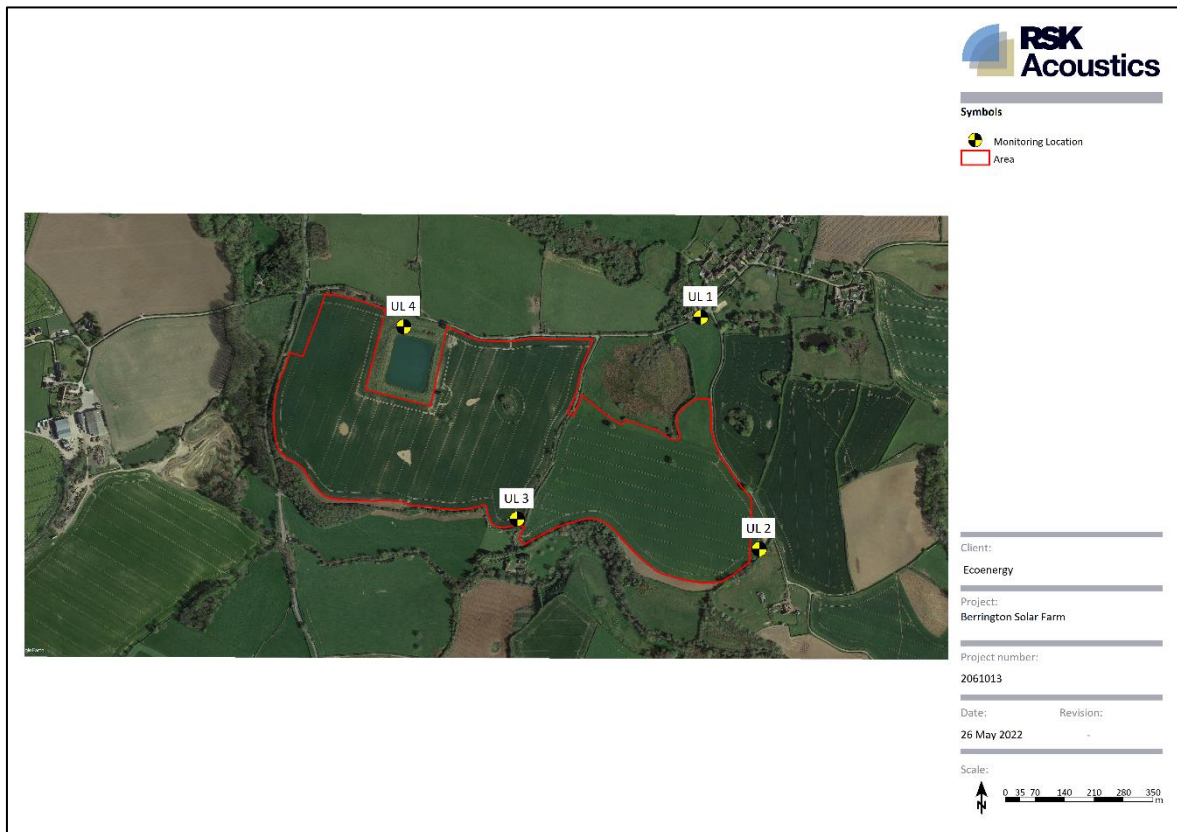 RSK
Acoustics
Symbols
Monitoring Location
Area
UL 1
UL 4
UL 3
UL 2
Client:
Ecoenergy
Project:
Berrington Solar Farm
Project number:
2061013
Date: Revision:
26 May 2022 -
Scale:
N
0 35 70 140 210 280 350
m